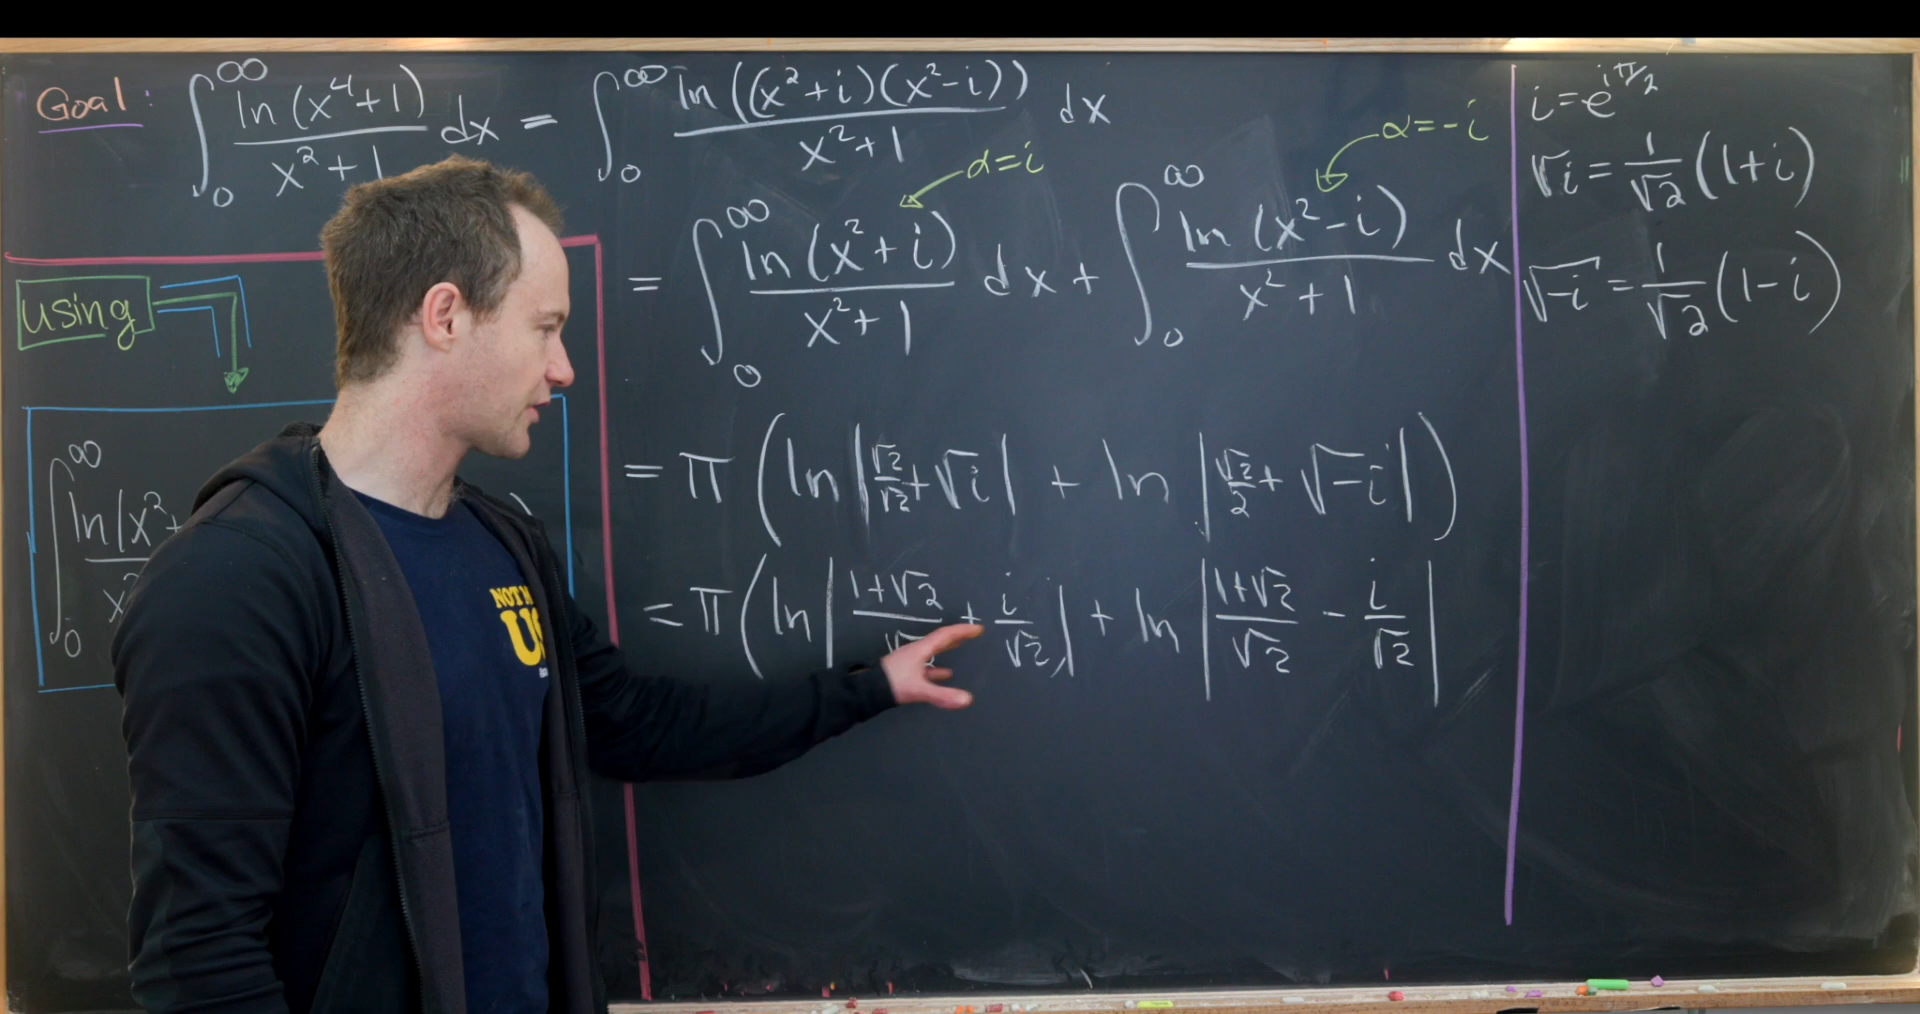 Goal: ∫₀^∞ ln(x⁴+1)/(x²+1) dx = ∫₀^∞ ln((x²+i)(x²-i))/(x²+1) dx
α=i
α=-i
= ∫₀^∞ ln(x²+i)/(x²+1) dx + ∫₀^∞ ln(x²-i)/(x²+1) dx
= π(ln|√2/√2+√i| + ln|√2/2+√-i|)
= π(ln|(1+√2)/√2 + i/√2| + ln|(1+√2)/√2 - i/√2|
using
∫₀^∞ ln|x²+
i=e^{iπ/2}
√i=1/√2(1+i)
√-i=1/√2(1-i)
NOT